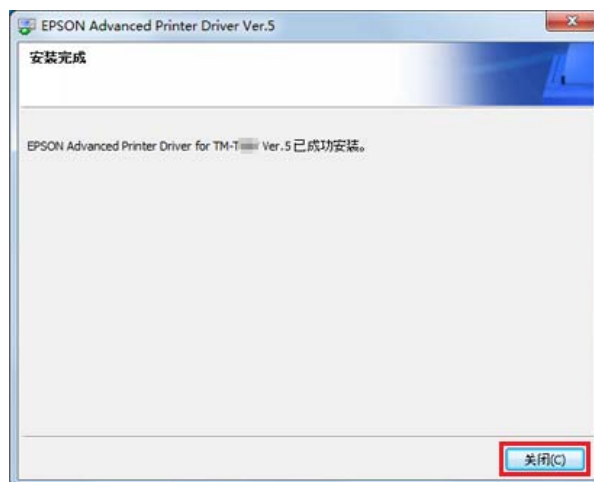 EPSON Advanced Printer Driver Ver.5
安装完成
EPSON Advanced Printer Driver for TM-T Ver.5已成功安装。
关闭(C)